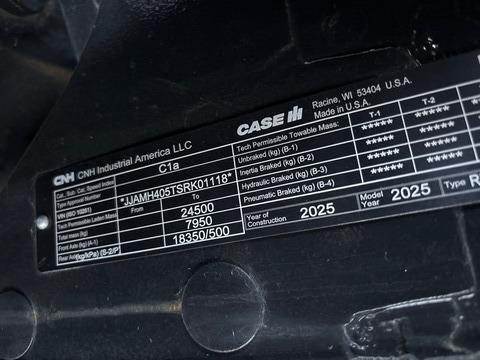 CASE IH
Racine, WI 53404 U.S.A.
Made in U.S.A.
CNH CNH Industrial America LLC
Cat, Sub. Cat, Speed Index
C1a
Type Approval Number
VIN (ISO 10261)
*JJAMH405TSRK01118*
From To
Tech Permissible Laden Mass
Total mass (kg) 24500
Front Axle (kg) (A-1) 7950
Rear Axle(kg/kPa) (B-2/P 18350/500
Tech Permissible Towable Mass:
T-1 T-2
Unbraked (kg) (B-1) ***** *****
Inertia Braked (kg) (B-2) ***** *****
Hydraulic Braked (kg) (B-3) ***** *****
Pneumatic Braked (kg) (B-4) ***** *****
Year of Construction 2025
Model Year 2025
Type R